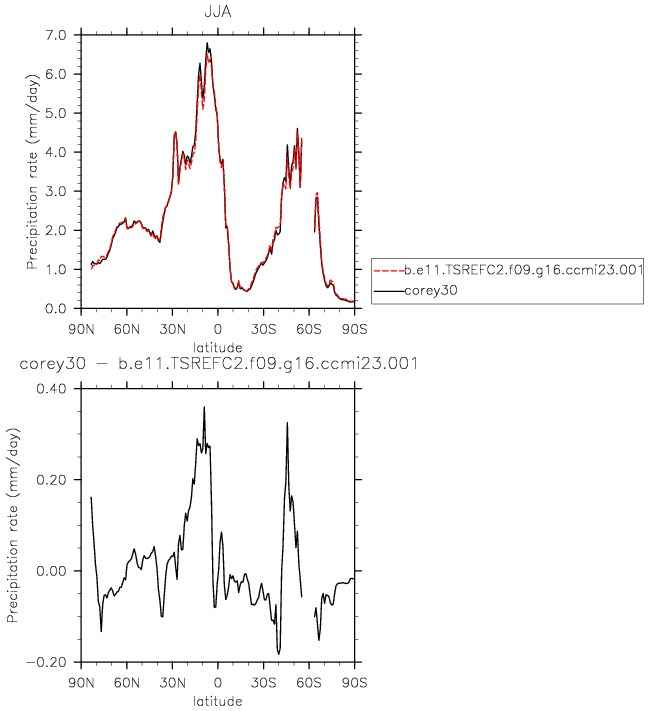 JJA
7.0
6.0
5.0
4.0
3.0
2.0
1.0
0.0
Precipitation rate (mm/day)
90N 60N 30N 0 30S 60S 90S
latitude
b.e11.TSREFC2.f09.g16.ccmi23.001
corey30
corey30 − b.e11.TSREFC2.f09.g16.ccmi23.001
0.40
0.20
0.00
−0.20
Precipitation rate (mm/day)
90N 60N 30N 0 30S 60S 90S
latitude